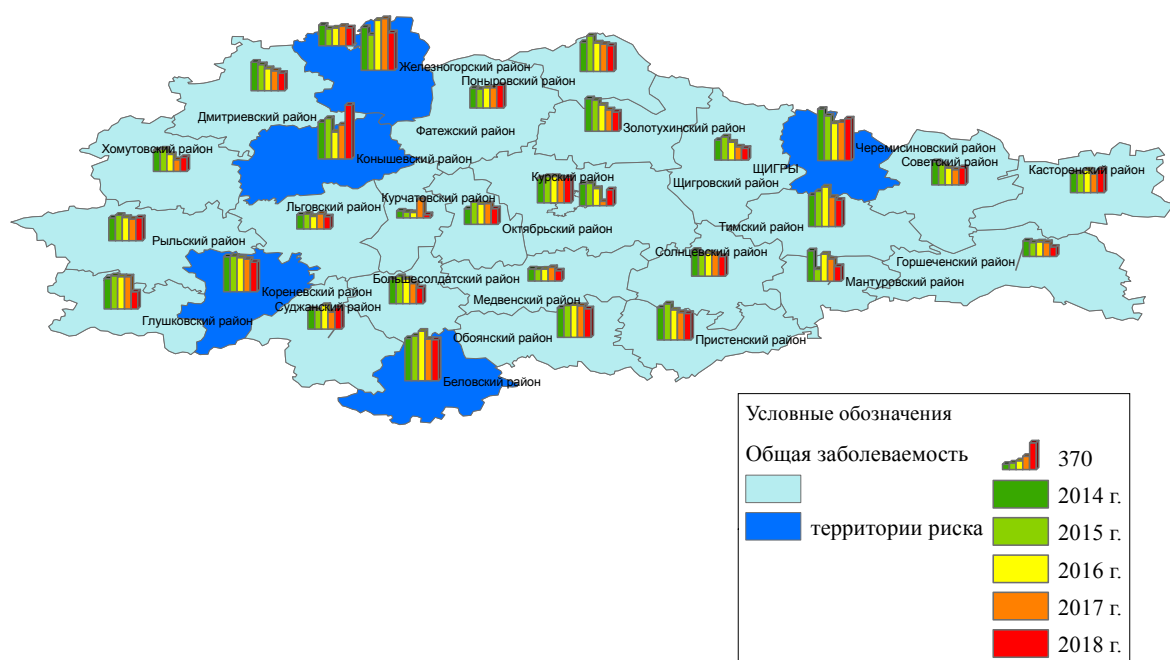 Железногорский район
Поныровский район
Дмитриевский район
Фатежский район
Золотухинский район
Черемисиновский район
Хомутовский район
Конышевский район
ЩИГРЫ
Советский район
Касторенский район
Щигровский район
Курский район
Льговский район
Курчатовский район
Октябрьский район
Тимский район
Рыльский район
Солнцевский район
Горшеченский район
Кореневский район
Большесолдатский район
Мантуровский район
Суджанский район
Медвенский район
Глушковский район
Обоянский район
Пристенский район
Беловский район
Условные обозначения
Общая заболеваемость
370
2014 г.
территории риска
2015 г.
2016 г.
2017 г.
2018 г.